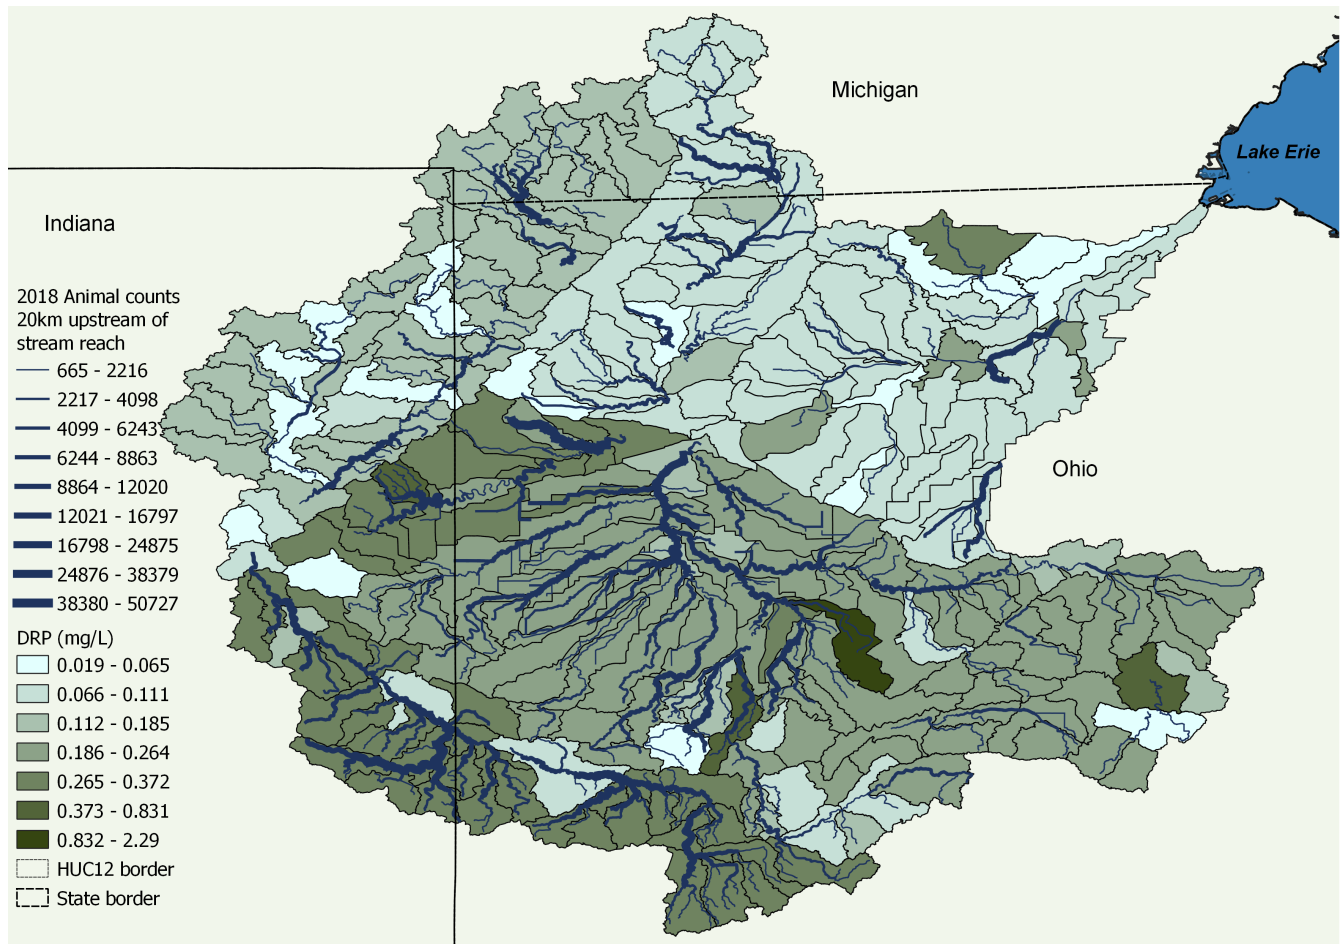 Michigan
Lake Erie
Indiana
Ohio
2018 Animal counts
20km upstream of
stream reach
665 - 2216
2217 - 4098
4099 - 6243
6244 - 8863
8864 - 12020
12021 - 16797
16798 - 24875
24876 - 38379
38380 - 50727
DRP (mg/L)
0.019 - 0.065
0.066 - 0.111
0.112 - 0.185
0.186 - 0.264
0.265 - 0.372
0.373 - 0.831
0.832 - 2.29
HUC12 border
State border